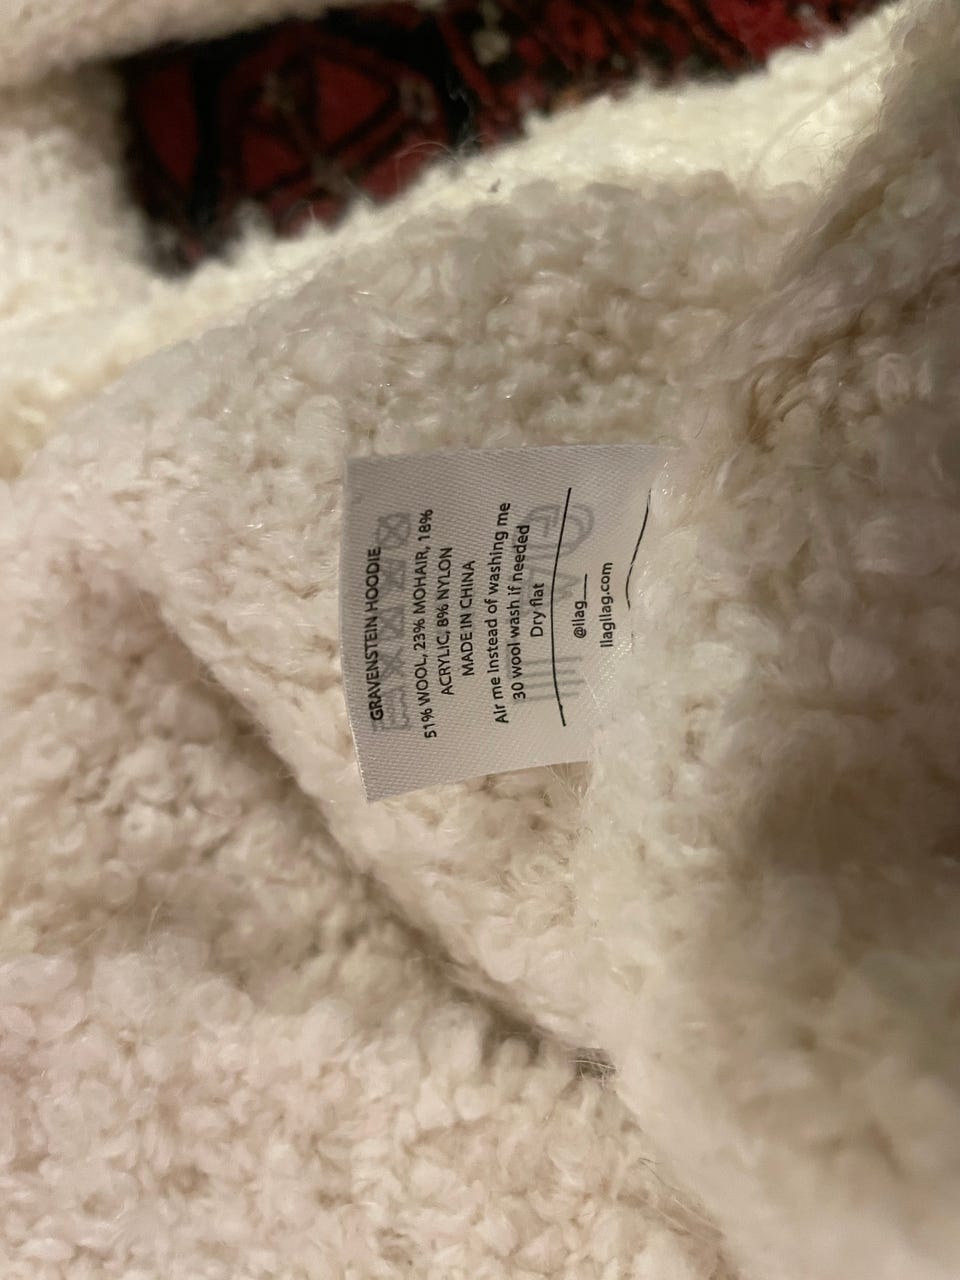 GRAVENSTEIN HOODIE
51% WOOL, 23% MOHAIR, 18%
ACRYLIC, 8% NYLON
MADE IN CHINA
Air me Instead of washing me
30 wool wash if needed
Dry flat
@llag___
llagllag.com